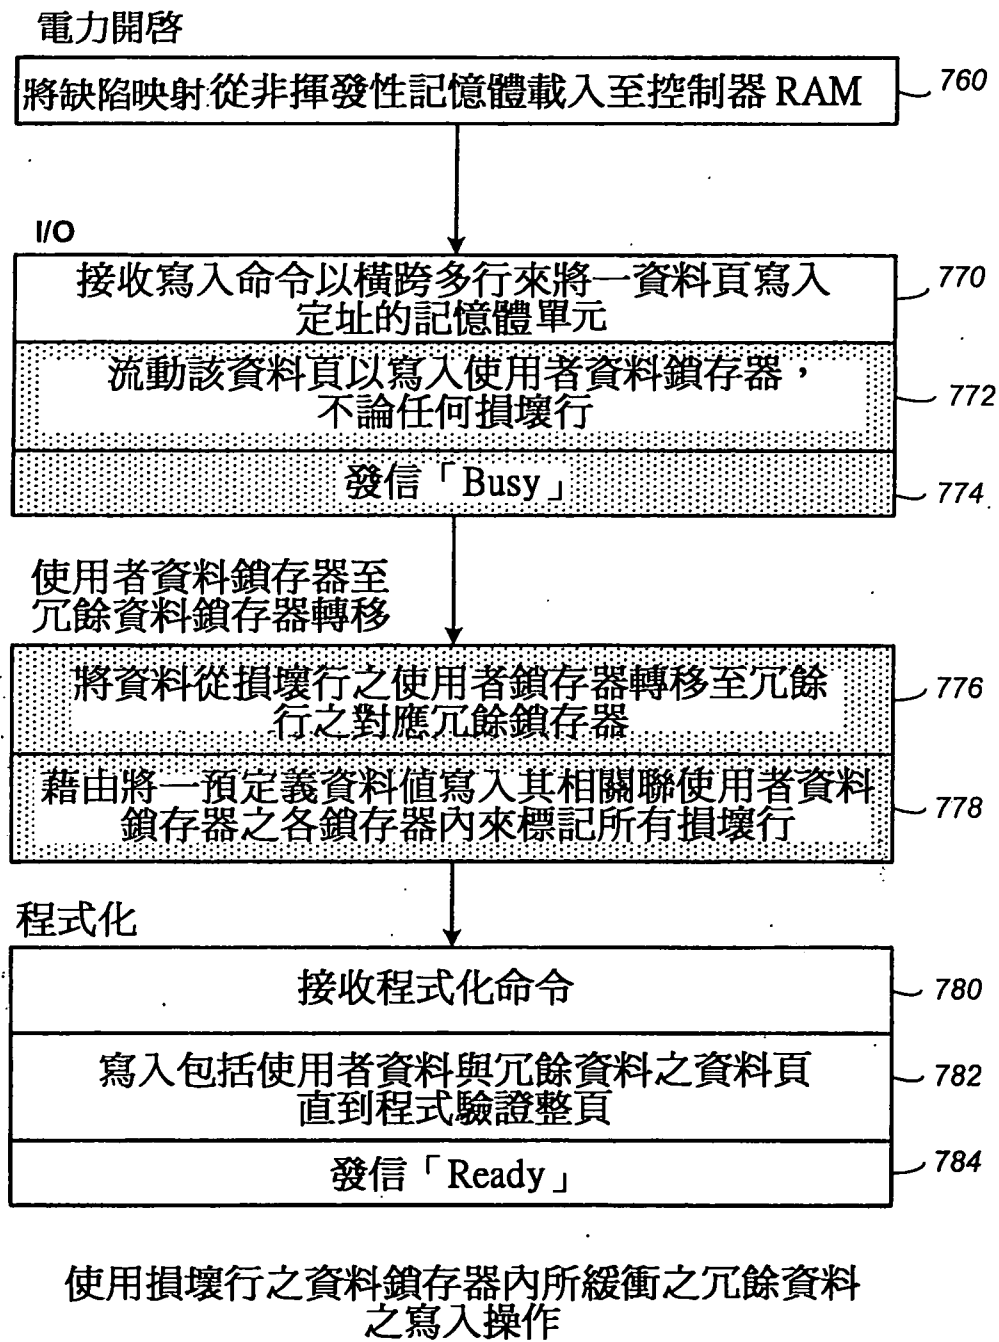 電力開啓
將缺陷映射從非揮發性記憶體載入至控制器 RAM
760
I/O
接收寫入命令以橫跨多行來將一資料頁寫入
定址的記憶體單元
770
流動該資料頁以寫入使用者資料鎖存器，
不論任何損壞行
772
發信「Busy」
774
使用者資料鎖存器至
冗餘資料鎖存器轉移
將資料從損壞行之使用者鎖存器轉移至冗餘
行之對應冗餘鎖存器
776
藉由將一預定義資料值寫入其相關聯使用者資料
鎖存器之各鎖存器內來標記所有損壞行
778
程式化
接收程式化命令
780
寫入包括使用者資料與冗餘資料之資料頁
直到程式驗證整頁
782
發信「Ready」
784
使用損壞行之資料鎖存器內所緩衝之冗餘資料
之寫入操作